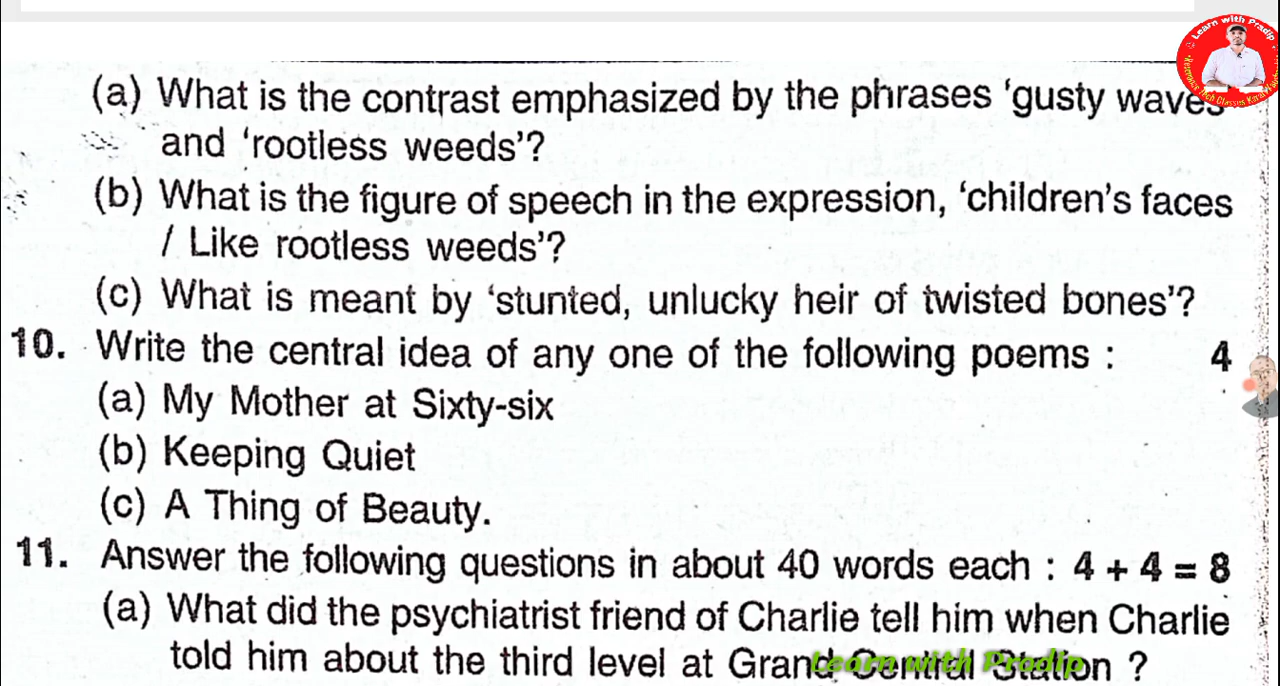 Learn with Pradip
(a) What is the contrast emphasized by the phrases 'gusty waves
and 'rootless weeds'?
(b) What is the figure of speech in the expression, 'children's faces
/ Like rootless weeds'?
(c) What is meant by 'stunted, unlucky heir of twisted bones'?
10. Write the central idea of any one of the following poems : 4
(a) My Mother at Sixty-six
(b) Keeping Quiet
(c) A Thing of Beauty.
11. Answer the following questions in about 40 words each : 4 + 4 = 8
(a) What did the psychiatrist friend of Charlie tell him when Charlie
told him about the third level at Grand Central Station ?
Learn with Pradip